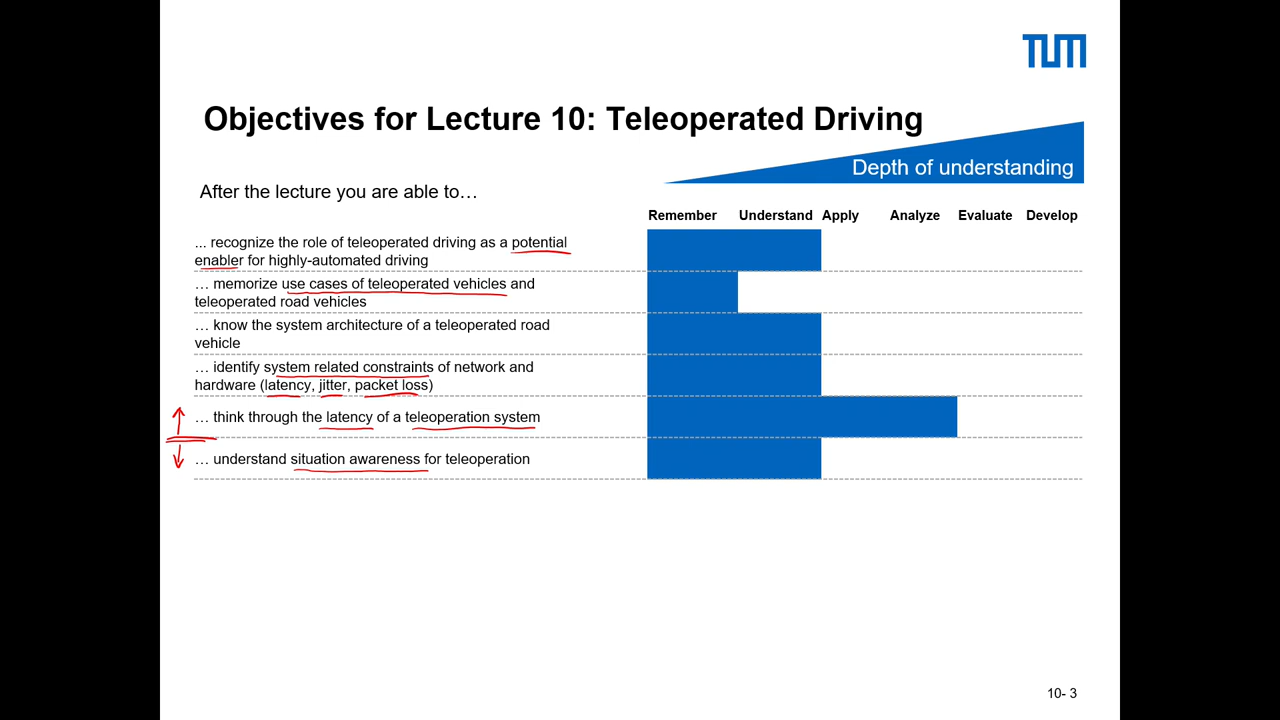 TUM
Objectives for Lecture 10: Teleoperated Driving
Depth of understanding
After the lecture you are able to…
Remember Understand Apply Analyze Evaluate Develop
... recognize the role of teleoperated driving as a potential
enabler for highly-automated driving
… memorize use cases of teleoperated vehicles and
teleoperated road vehicles
… know the system architecture of a teleoperated road
vehicle
… identify system related constraints of network and
hardware (latency, jitter, packet loss)
… think through the latency of a teleoperation system
… understand situation awareness for teleoperation
10- 3